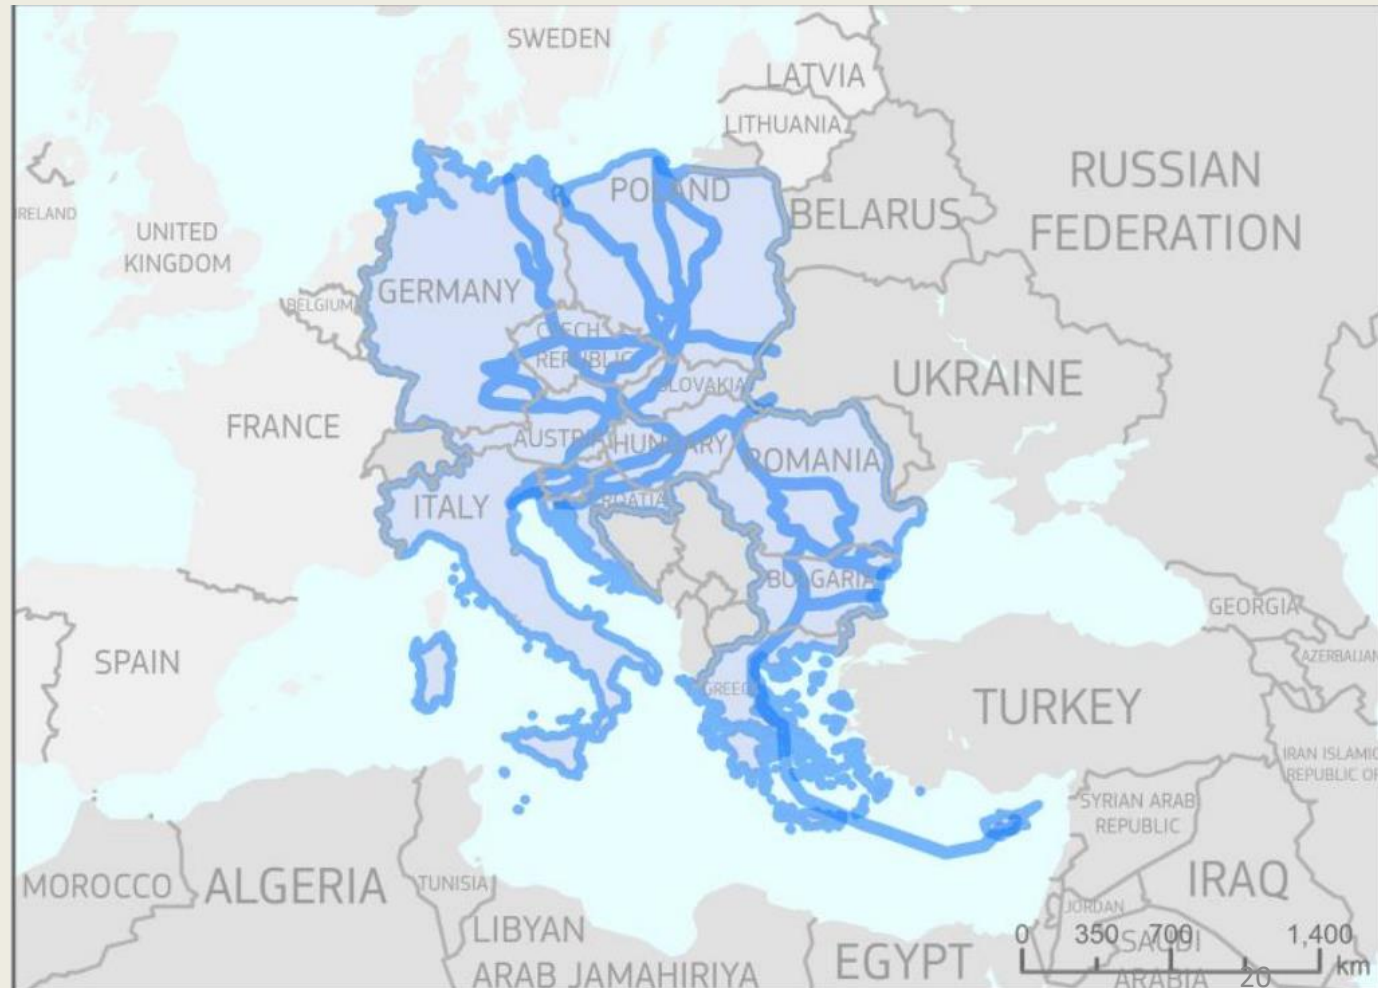 SWEDEN
LATVIA
LITHUANIA
RUSSIAN
FEDERATION
POLAND
BELARUS
IRELAND
UNITED
KINGDOM
BELGIUM
GERMANY
CZECH
REPUBLIC
UKRAINE
SLOVAKIA
FRANCE
AUSTRIA
HUNGARY
ROMANIA
ITALY
CROATIA
BULGARIA
GEORGIA
AZERBAIJAN
SPAIN
GREECE
TURKEY
IRAN ISLAMIC
REPUBLIC OF
SYRIAN ARAB
REPUBLIC
MOROCCO
ALGERIA
TUNISIA
IRAQ
JORDAN
LIBYAN
ARAB JAMAHIRIYA
EGYPT
SAUDI
ARABIA
0 350 700 1,400
km
20